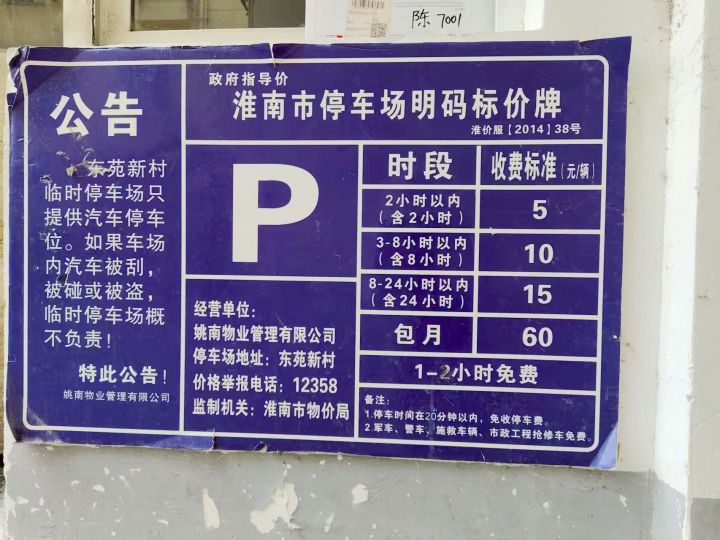 陈 7001
公告
东苑新村
临时停车场只
提供汽车停车
位。如果车场
内汽车被刮，
被碰或被盗，
临时停车场概
不负责！
特此公告！
姚南物业管理有限公司
政府指导价
淮南市停车场明码标价牌
淮价服【2014】38号
P
经营单位：
姚南物业管理有限公司
停车场地址：东苑新村
价格举报电话：12358
监制机关：淮南市物价局
时段 收费标准（元/辆）
2小时以内
（含2小时） 5
3-8小时以内
（含8小时） 10
8-24小时以内
（含24小时） 15
包月 60
1-2小时免费
备注：
1.停车时间在20分钟以内，免收停车费。
2.军车、警车、施救车辆、市政工程抢修车免费。